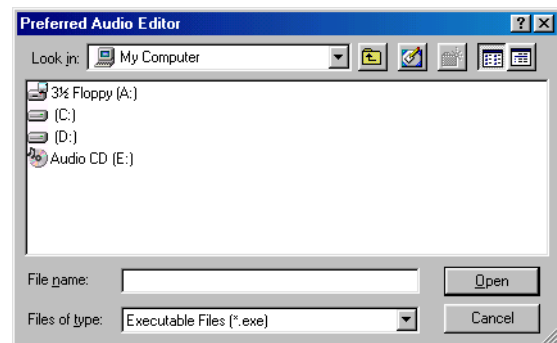 Preferred Audio Editor
Look in: My Computer
3½ Floppy (A:)
(C:)
(D:)
Audio CD (E:)
File name: Open
Files of type: Executable Files (*.exe) Cancel